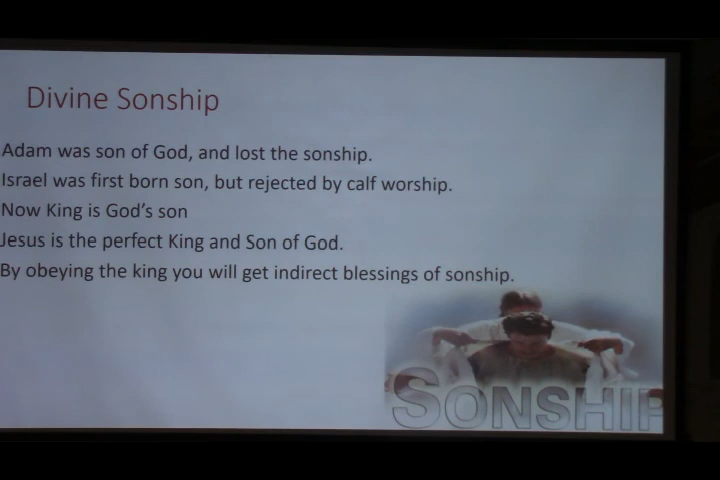 Divine Sonship
Adam was son of God, and lost the sonship.
Israel was first born son, but rejected by calf worship.
Now King is God’s son
Jesus is the perfect King and Son of God.
By obeying the king you will get indirect blessings of sonship.
SONSHIP